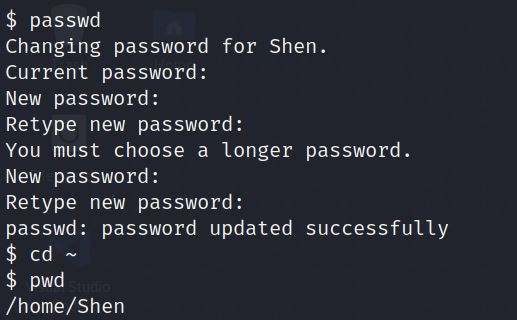 $ passwd
Changing password for Shen.
Current password:
New password:
Retype new password:
You must choose a longer password.
New password:
Retype new password:
passwd: password updated successfully
$ cd ~
$ pwd
/home/Shen